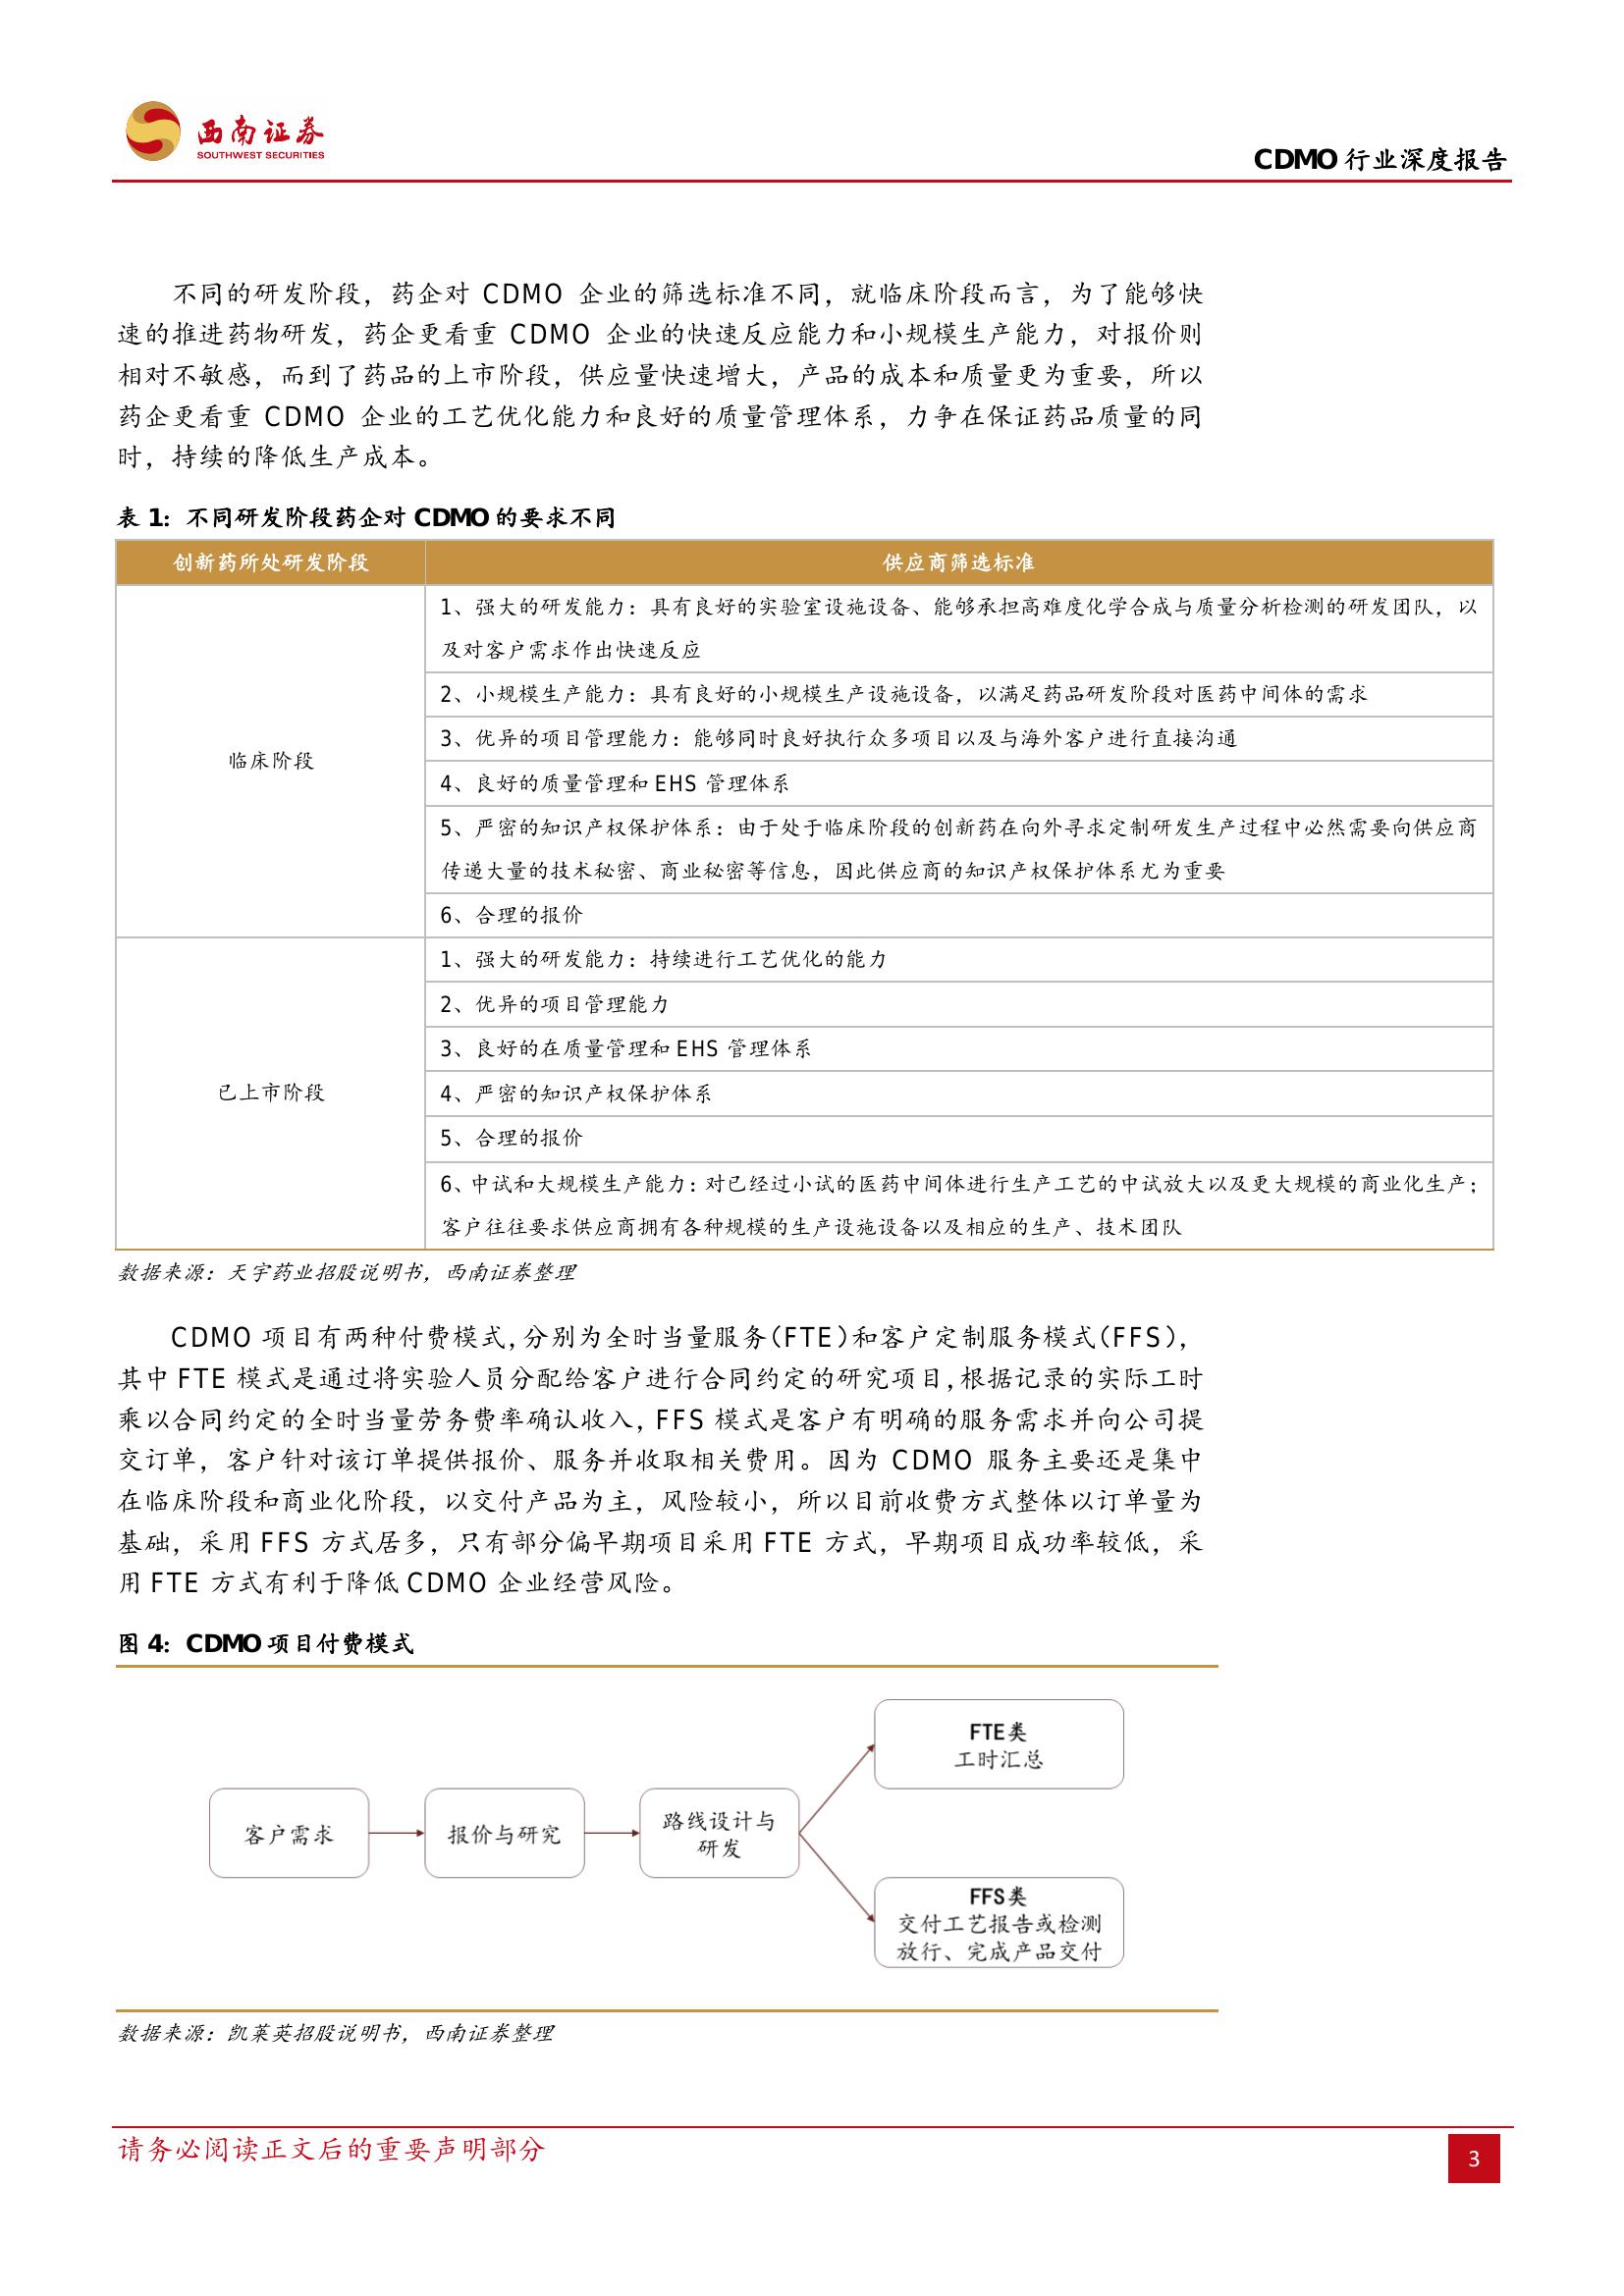 西南证券
SOUTHWEST SECURITIES
CDMO 行业深度报告
不同的研发阶段，药企对 CDMO 企业的筛选标准不同，就临床阶段而言，为了能够快
速的推进药物研发，药企更看重 CDMO 企业的快速反应能力和小规模生产能力，对报价则
相对不敏感，而到了药品的上市阶段，供应量快速增大，产品的成本和质量更为重要，所以
药企更看重 CDMO 企业的工艺优化能力和良好的质量管理体系，力争在保证药品质量的同
时，持续的降低生产成本。
表 1：不同研发阶段药企对 CDMO 的要求不同
创新药所处研发阶段
供应商筛选标准
临床阶段
1、强大的研发能力：具有良好的实验室设施设备、能够承担高难度化学合成与质量分析检测的研发团队，以
及对客户需求作出快速反应
2、小规模生产能力：具有良好的小规模生产设施设备，以满足药品研发阶段对医药中间体的需求
3、优异的项目管理能力：能够同时良好执行众多项目以及与海外客户进行直接沟通
4、良好的质量管理和 EHS 管理体系
5、严密的知识产权保护体系：由于处于临床阶段的创新药在向外寻求定制研发生产过程中必然需要向供应商
传递大量的技术秘密、商业秘密等信息，因此供应商的知识产权保护体系尤为重要
6、合理的报价
已上市阶段
1、强大的研发能力：持续进行工艺优化的能力
2、优异的项目管理能力
3、良好的在质量管理和 EHS 管理体系
4、严密的知识产权保护体系
5、合理的报价
6、中试和大规模生产能力：对已经过小试的医药中间体进行生产工艺的中试放大以及更大规模的商业化生产；
客户往往要求供应商拥有各种规模的生产设施设备以及相应的生产、技术团队
数据来源：天宇药业招股说明书，西南证券整理
CDMO 项目有两种付费模式，分别为全时当量服务（FTE）和客户定制服务模式（FFS），
其中 FTE 模式是通过将实验人员分配给客户进行合同约定的研究项目，根据记录的实际工时
乘以合同约定的全时当量劳务费率确认收入，FFS 模式是客户有明确的服务需求并向公司提
交订单，客户针对该订单提供报价、服务并收取相关费用。因为 CDMO 服务主要还是集中
在临床阶段和商业化阶段，以交付产品为主，风险较小，所以目前收费方式整体以订单量为
基础，采用 FFS 方式居多，只有部分偏早期项目采用 FTE 方式，早期项目成功率较低，采
用 FTE 方式有利于降低 CDMO 企业经营风险。
图 4：CDMO 项目付费模式
客户需求
报价与研究
路线设计与
研发
FTE类
工时汇总
FFS类
交付工艺报告或检测
放行、完成产品交付
数据来源：凯莱英招股说明书，西南证券整理
请务必阅读正文后的重要声明部分
3